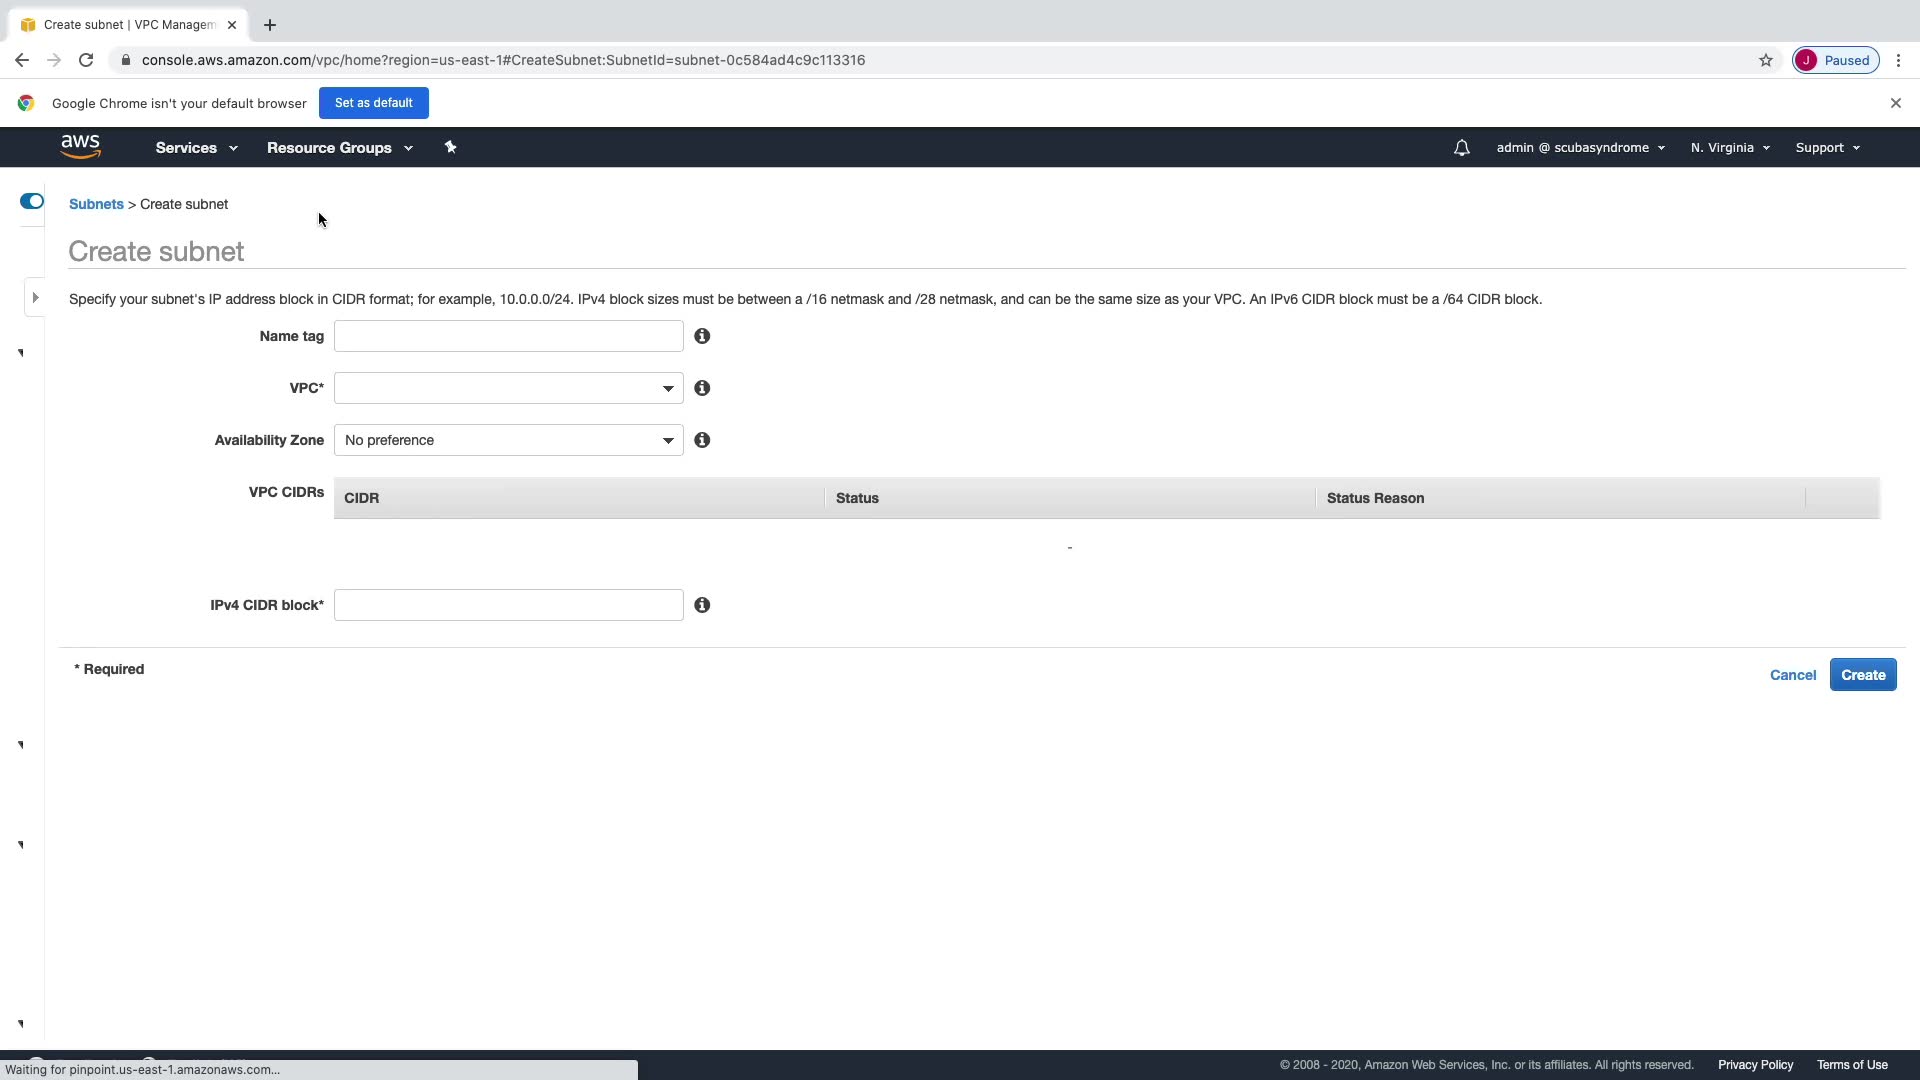 Create subnet | VPC Managem
console.aws.amazon.com/vpc/home?region=us-east-1#CreateSubnet:SubnetId=subnet-0c584ad4c9c113316
J Paused
Google Chrome isn't your default browser Set as default
aws Services Resource Groups admin @ scubasyndrome N. Virginia Support
Subnets > Create subnet
Create subnet
Specify your subnet's IP address block in CIDR format; for example, 10.0.0.0/24. IPv4 block sizes must be between a /16 netmask and /28 netmask, and can be the same size as your VPC. An IPv6 CIDR block must be a /64 CIDR block.
Name tag
VPC*
Availability Zone No preference
VPC CIDRs CIDR Status Status Reason
-
IPv4 CIDR block*
* Required
Cancel Create
© 2008 - 2020, Amazon Web Services, Inc. or its affiliates. All rights reserved. Privacy Policy Terms of Use
Waiting for pinpoint.us-east-1.amazonaws.com...